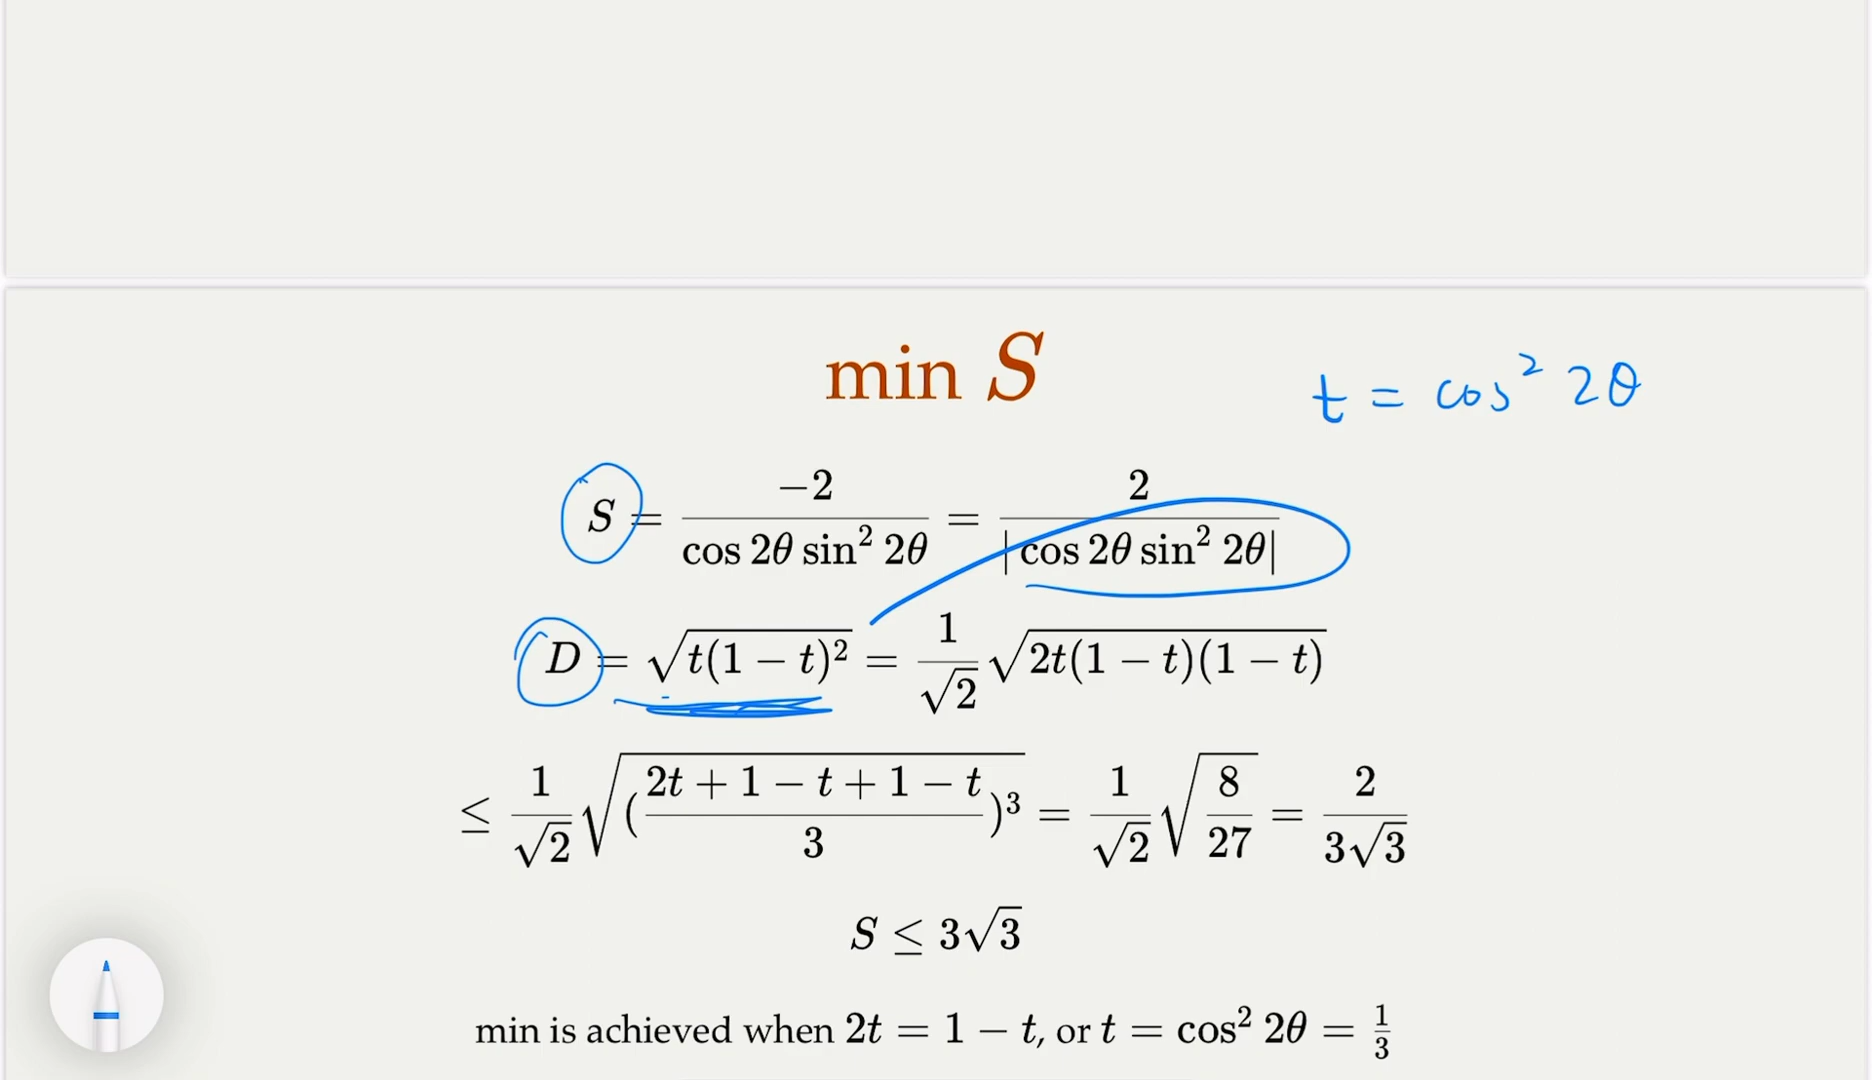 min S
t = cos² 2θ
S = −2 / (cos 2θ sin² 2θ) = 2 / |cos 2θ sin² 2θ|
D = √(t(1 − t)²) = 1/√2 √(2t(1 − t)(1 − t))
≤ 1/√2 √((2t + 1 − t + 1 − t / 3)³) = 1/√2 √(8/27) = 2 / 3√3
S ≤ 3√3
min is achieved when 2t = 1 − t, or t = cos² 2θ = 1/3